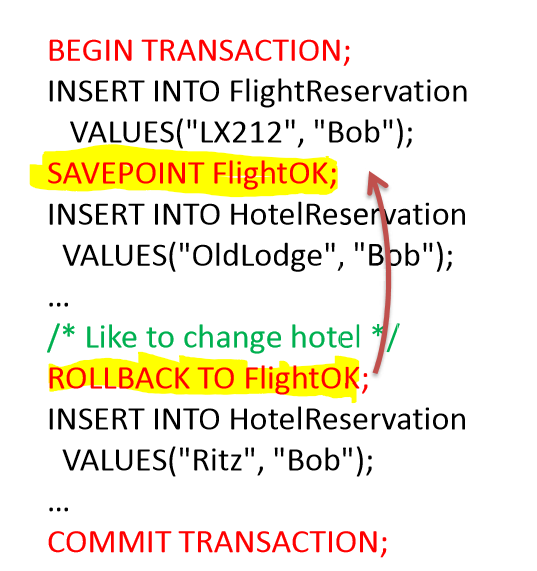 BEGIN TRANSACTION;
INSERT INTO FlightReservation
VALUES("LX212", "Bob");
SAVEPOINT FlightOK;
INSERT INTO HotelReservation
VALUES("OldLodge", "Bob");
…
/* Like to change hotel */
ROLLBACK TO FlightOK;
INSERT INTO HotelReservation
VALUES("Ritz", "Bob");
…
COMMIT TRANSACTION;